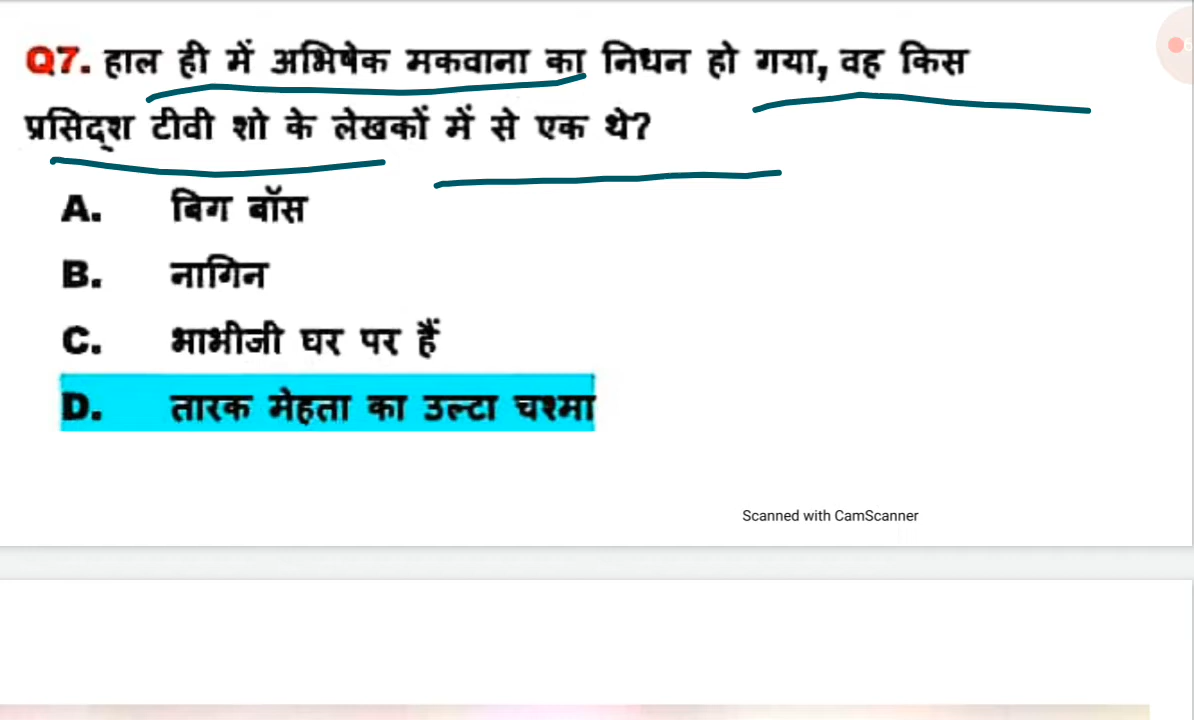 Q7. हाल ही में अभिषेक मकवाना का निधन हो गया, वह किस
प्रसिद्श टीवी शो के लेखकों में से एक थे?
A. बिग बॉस
B. नागिन
C. भाभीजी घर पर हैं
D. तारक मेहता का उल्टा चश्मा
Scanned with CamScanner